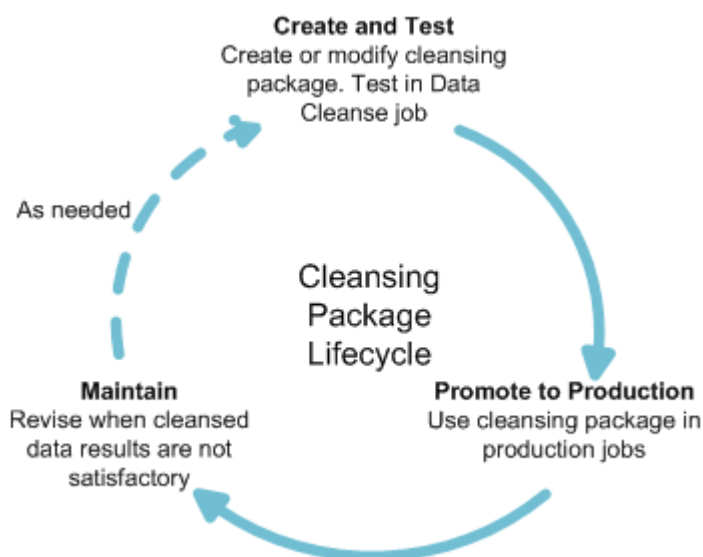 Create and Test
Create or modify cleansing
package. Test in Data
Cleanse job
As needed
Cleansing
Package
Lifecycle
Maintain
Revise when cleansed
data results are not
satisfactory
Promote to Production
Use cleansing package in
production jobs